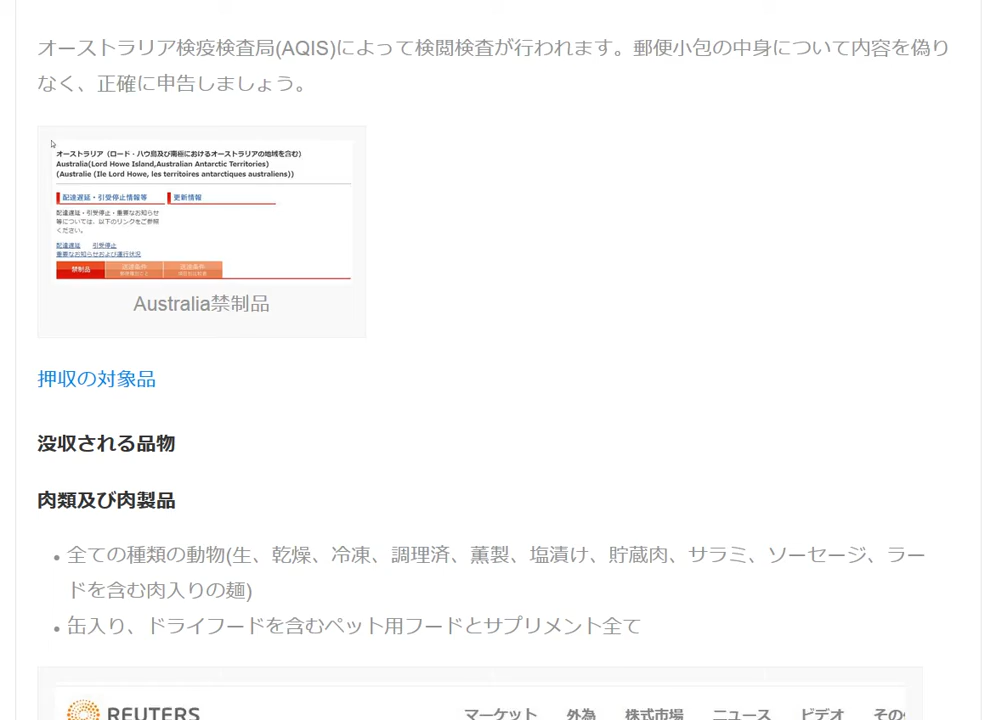 オーストラリア検疫検査局(AQIS)によって検閲検査が行われます。郵便小包の中身について内容を偽り
なく、正確に申告しましょう。
オーストラリア（ロード・ハウ島及び南極におけるオーストラリアの地域を含む）
Australia(Lord Howe Island,Australian Antarctic Territories)
(Australie (Ile Lord Howe, les territoires antarctiques australiens))
配達遅延・引受停止情報等 更新情報
配達遅延・引受停止・重要なお知らせ
等については、以下のリンクをご参照
ください。
配達遅延 引受停止
重要なお知らせおよび運行状況
禁制品
Australia禁制品
押収の対象品
没収される品物
肉類及び肉製品
• 全ての種類の動物(生、乾燥、冷凍、調理済、薫製、塩漬け、貯蔵肉、サラミ、ソーセージ、ラー
ドを含む肉入りの麺)
• 缶入り、ドライフードを含むペット用フードとサプリメント全て
REUTERS マーケット 外為 株式市場 ニュース ビデオ その